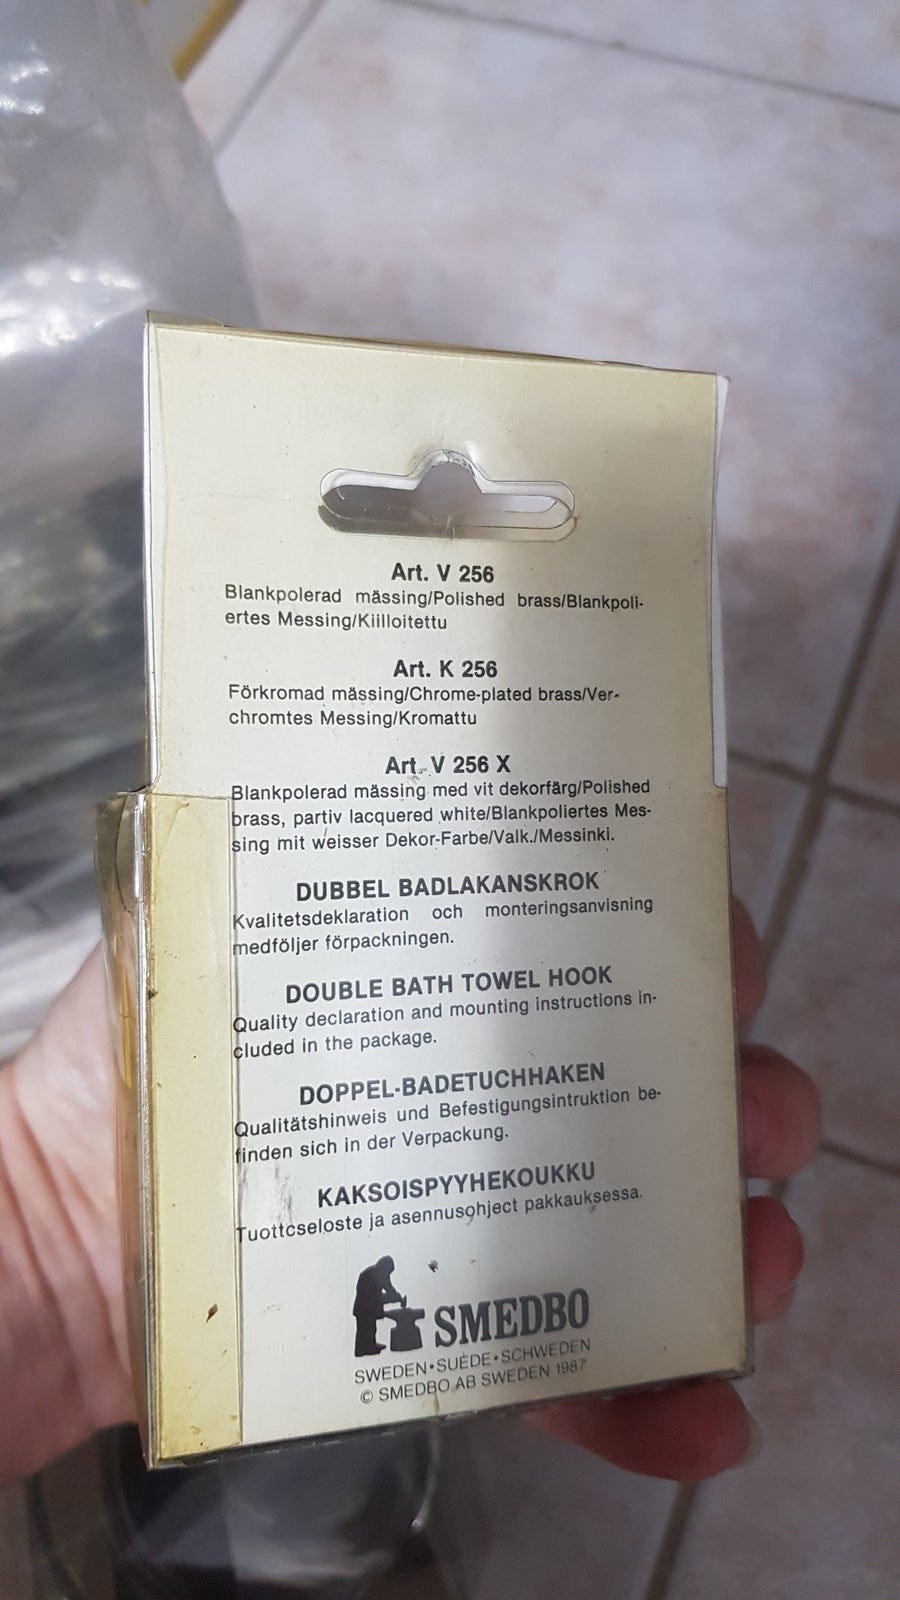 Art. V 256
Blankpolerad mässing/Polished brass/Blankpoli-
ertes Messing/Kiilloitettu
Art. K 256
Förkromad mässing/Chrome-plated brass/Ver-
chromtes Messing/Kromattu
Art. V 256 X
Blankpolerad mässing med vit dekorfärg/Polished
brass, partiv lacquered white/Blankpoliertes Mes-
sing mit weisser Dekor-Farbe/Valk./Messinki.
DUBBEL BADLAKANSKROK
Kvalitetsdeklaration och monteringsanvisning
medföljer förpackningen.
DOUBLE BATH TOWEL HOOK
Quality declaration and mounting instructions in-
cluded in the package.
DOPPEL-BADETUCHHAKEN
Qualitätshinweis und Befestigungsintruktion be-
finden sich in der Verpackung.
KAKSOISPYYHEKOUKKU
Tuottcseloste ja asennusohject pakkauksessa.
SMEDBO
SWEDEN•SUÈDE•SCHWEDEN
© SMEDBO AB SWEDEN 1987